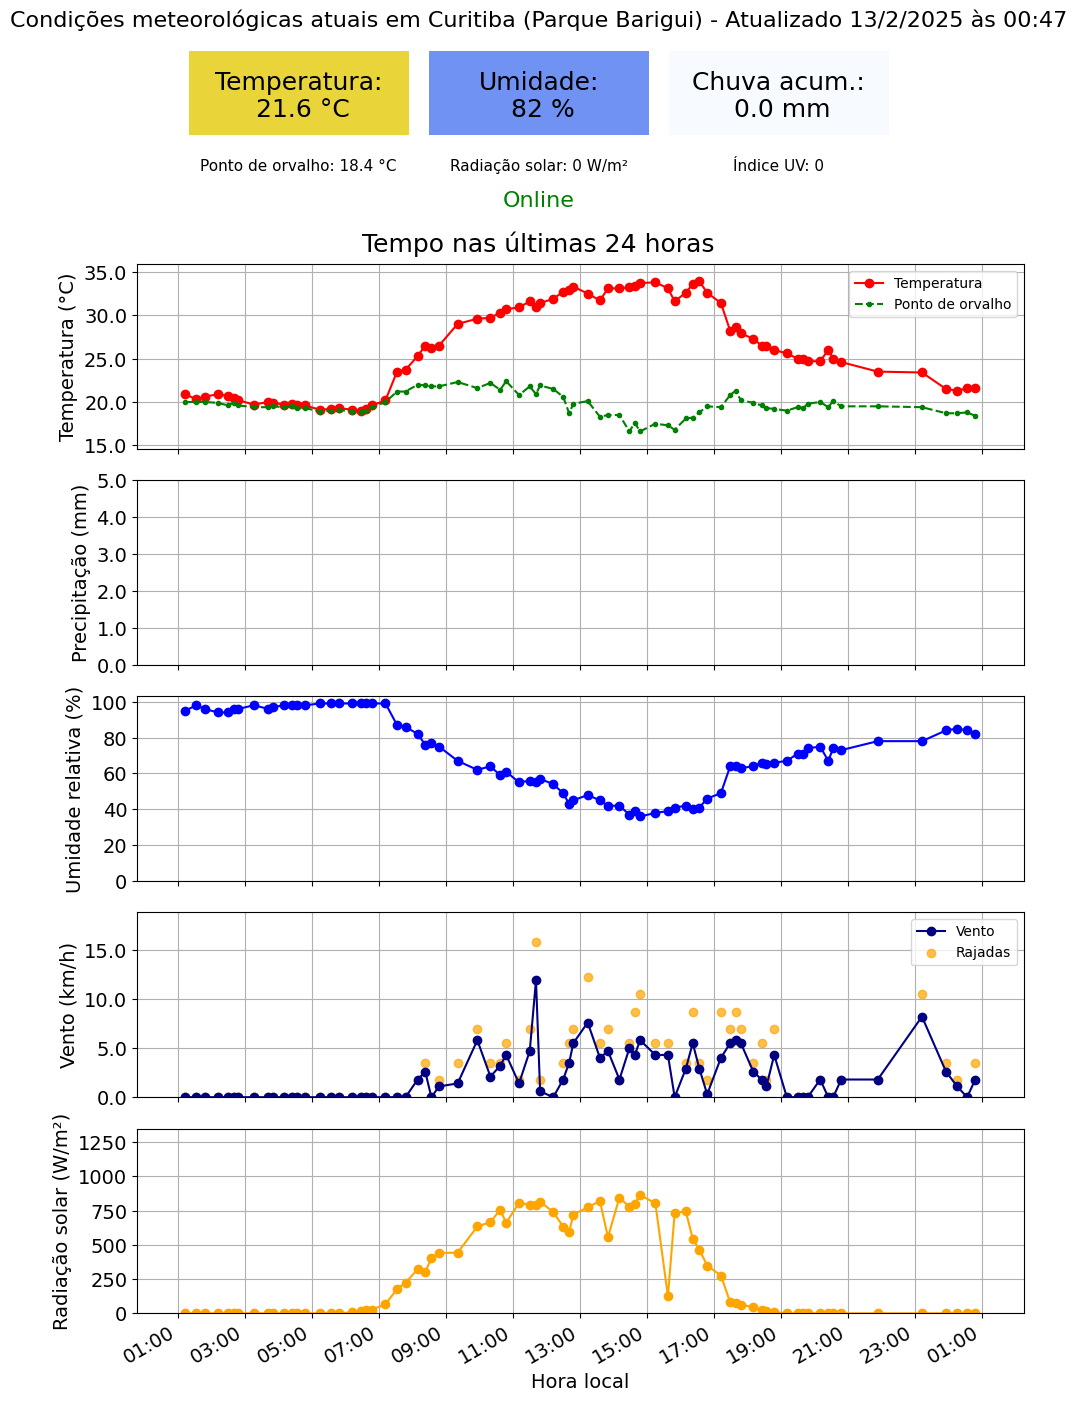 Condições meteorológicas atuais em Curitiba (Parque Barigui) - Atualizado 13/2/2025 às 00:47
Temperatura:
21.6 °C
Umidade:
82 %
Chuva acum.:
0.0 mm
Ponto de orvalho: 18.4 °C
Radiação solar: 0 W/m²
Índice UV: 0
Online
Tempo nas últimas 24 horas
Temperatura (°C)
35.0
30.0
25.0
20.0
15.0
Temperatura
Ponto de orvalho
Precipitação (mm)
5.0
4.0
3.0
2.0
1.0
0.0
Umidade relativa (%)
100
80
60
40
20
0
Vento (km/h)
15.0
10.0
5.0
0.0
Vento
Rajadas
Radiação solar (W/m²)
1250
1000
750
500
250
0
01:00
03:00
05:00
07:00
09:00
11:00
13:00
15:00
17:00
19:00
21:00
23:00
01:00
Hora local